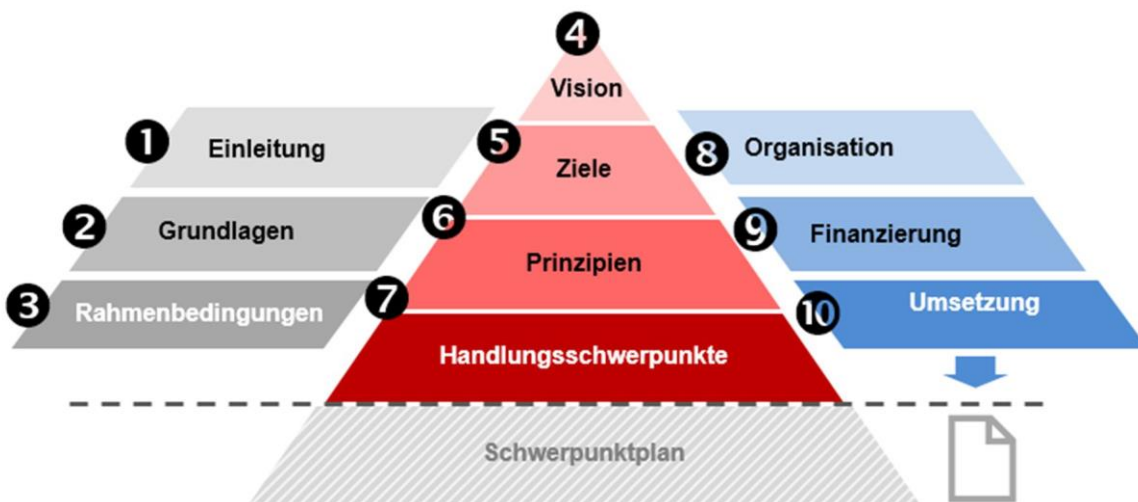 1 Einleitung
2 Grundlagen
3 Rahmenbedingungen
4 Vision
5 Ziele
6 Prinzipien
7 Handlungsschwerpunkte
8 Organisation
9 Finanzierung
10 Umsetzung
Schwerpunktplan